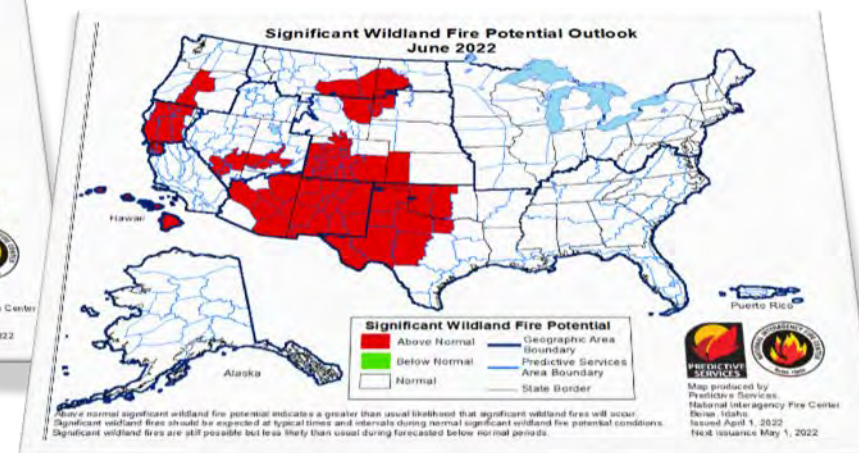 Significant Wildland Fire Potential Outlook
June 2022
Hawaii
Alaska
Puerto Rico
Significant Wildland Fire Potential
Above Normal
Below Normal
Normal
Geographic Area
Boundary
Predictive Services
Area Boundary
State Border
PREDICTIVE
SERVICES
Map produced by
Predictive Services,
National Interagency Fire Center
Boise, Idaho
Issued April 1, 2022
Next issuance May 1, 2022
Above normal significant wildland fire potential indicates a greater than usual likelihood that significant wildland fires will occur.
Significant wildland fires should be expected at typical times and intervals during normal significant wildland fire potential conditions.
Significant wildland fires are still possible but less likely than usual during forecasted below normal periods.
Center
022